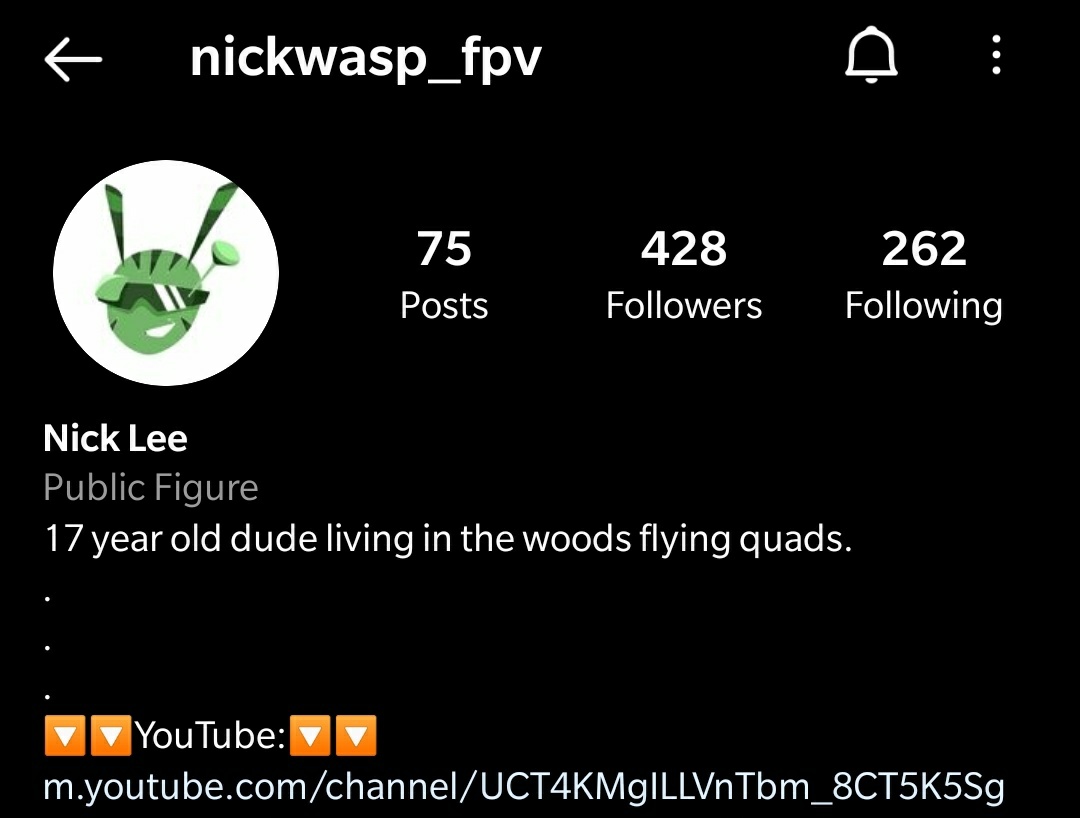 nickwasp_fpv
75 428 262
Posts Followers Following
Nick Lee
Public Figure
17 year old dude living in the woods flying quads.
.
.
.
🔽🔽YouTube:🔽🔽
m.youtube.com/channel/UCT4KMgILLVnTbm_8CT5K5Sg